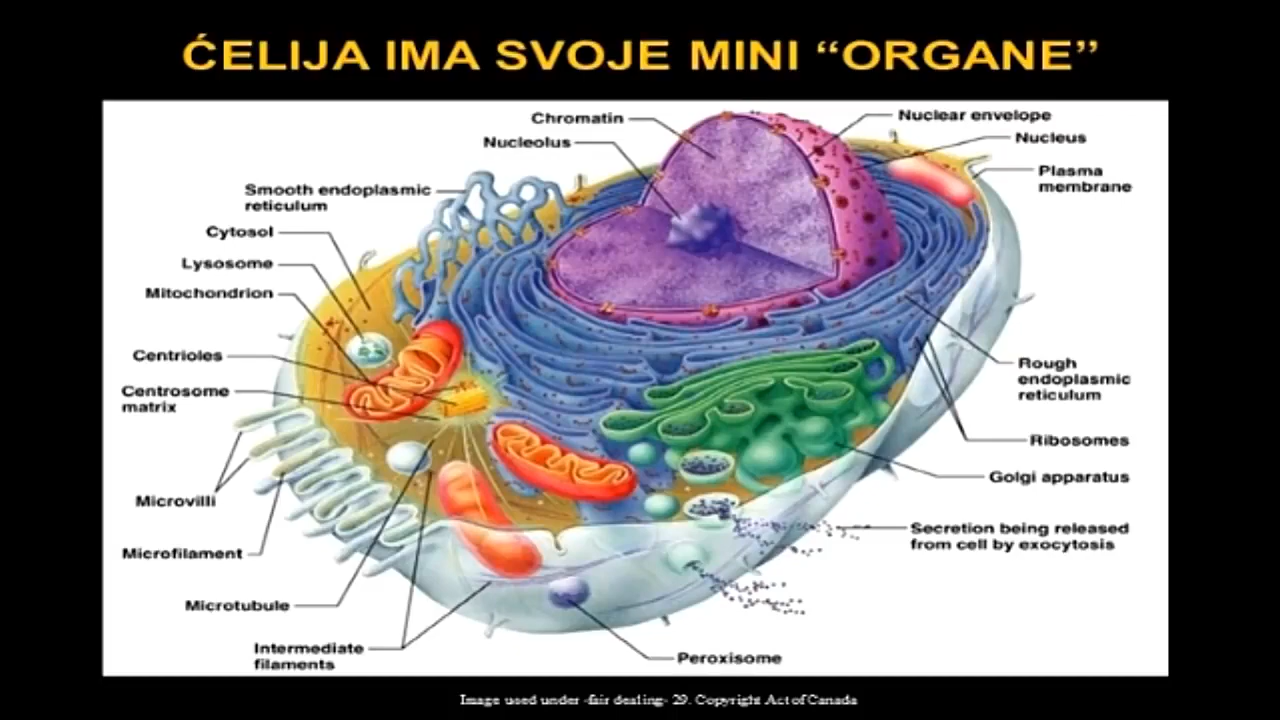 ĆELIJA IMA SVOJE MINI “ORGANE”
Chromatin
Nucleolus
Smooth endoplasmic
reticulum
Cytosol
Lysosome
Mitochondrion
Centrioles
Centrosome
matrix
Microvilli
Microfilament
Microtubule
Intermediate
filaments
Nuclear envelope
Nucleus
Plasma
membrane
Rough
endoplasmic
reticulum
Ribosomes
Golgi apparatus
Secretion being released
from cell by exocytosis
Peroxisome
Image used under -fair dealing- 29. Copyright Act of Canada